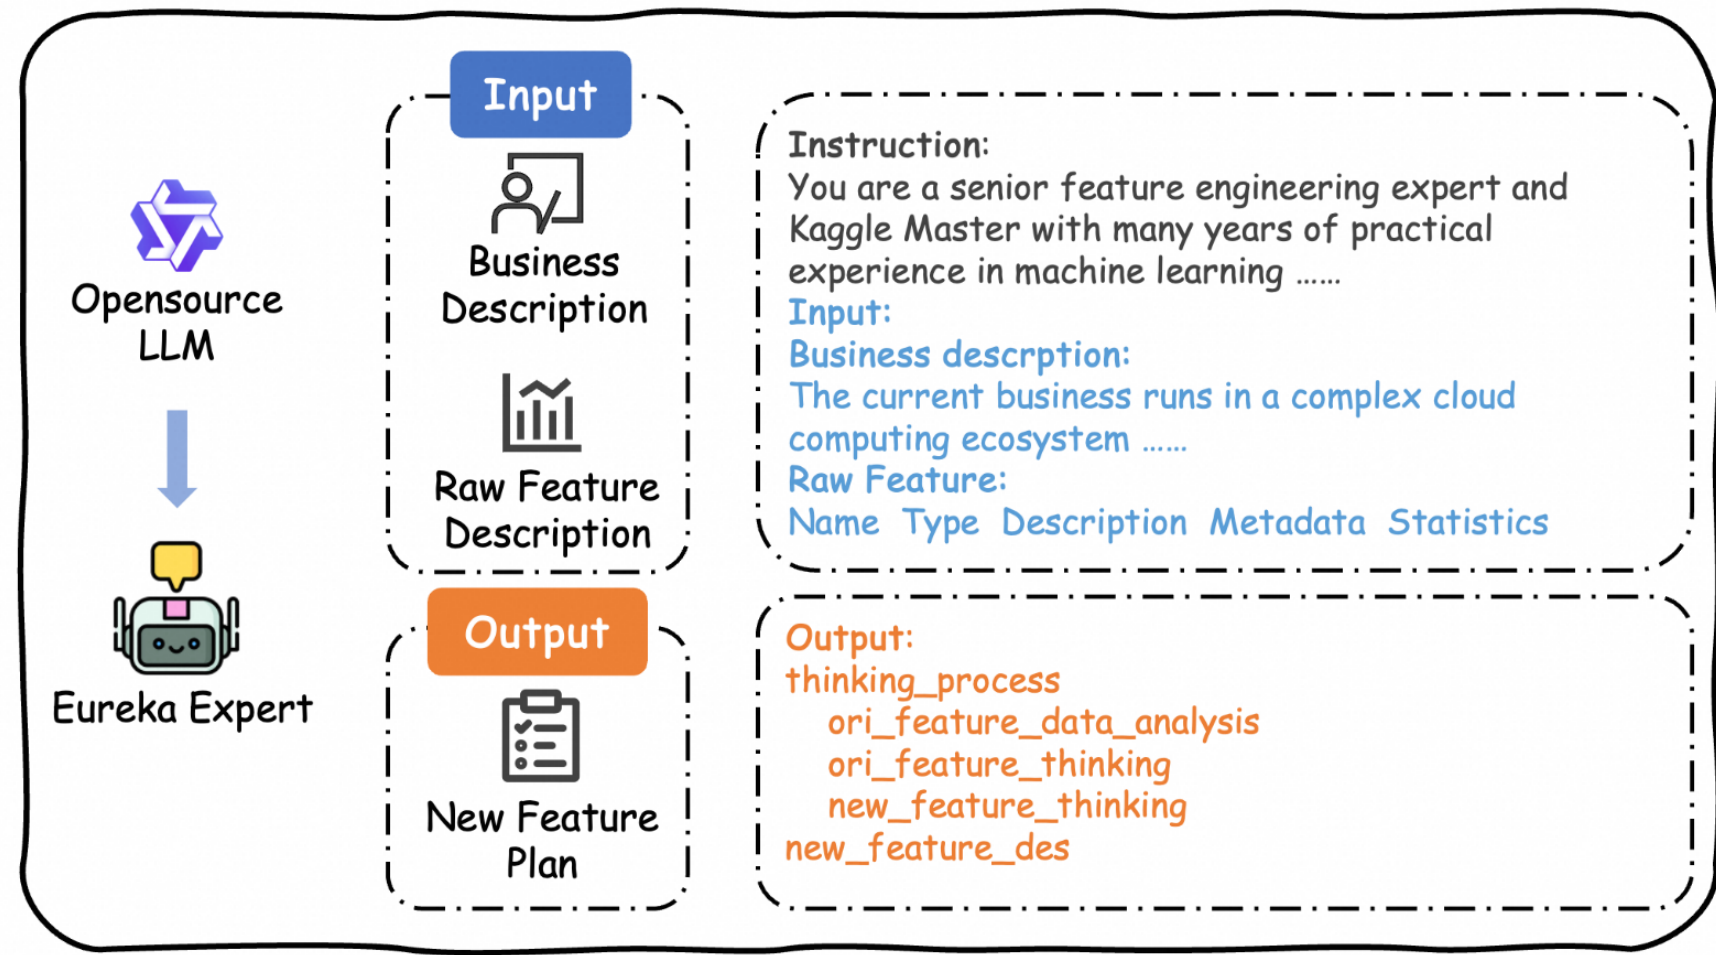 Opensource
LLM
Eureka Expert
Input
Business
Description
Raw Feature
Description
Output
New Feature
Plan
Instruction:
You are a senior feature engineering expert and
Kaggle Master with many years of practical
experience in machine learning ......
Input:
Business descrption:
The current business runs in a complex cloud
computing ecosystem ......
Raw Feature:
Name Type Description Metadata Statistics
Output:
thinking_process
ori_feature_data_analysis
ori_feature_thinking
new_feature_thinking
new_feature_des